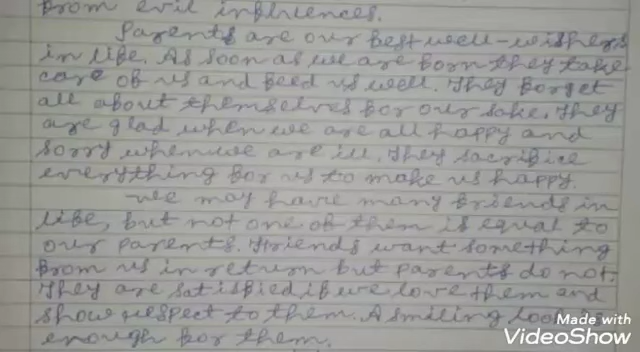 from evil influences.
Parents are our best well-wishers
in life. As soon as we are born they take
care of us and feed us well. They forget
all about themselves for our sake. They
are glad when we are all happy and
sorry when we are ill. They sacrifice
everything for us to make us happy.
We may have many friends in
life, but not one of them is equal to
our parents. Friends want something
from us in return but parents do not.
They are satisfied if we love them and
show respect to them. A smiling look is
enough for them.
Made with
VideoShow